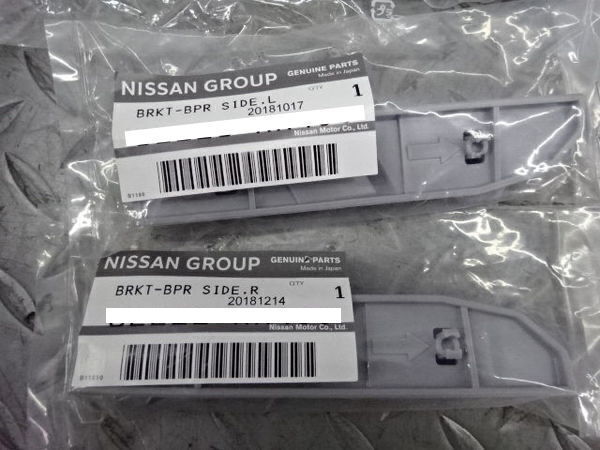 NISSAN GROUP
GENUINE PARTS
Made in Japan
BRKT-BPR SIDE.L
QTY
1
20181017
Nissan Motor Co., Ltd.
NISSAN GROUP
GENUINE PARTS
Made in Japan
BRKT-BPR SIDE.R
QTY
1
20181214
Nissan Motor Co., Ltd.